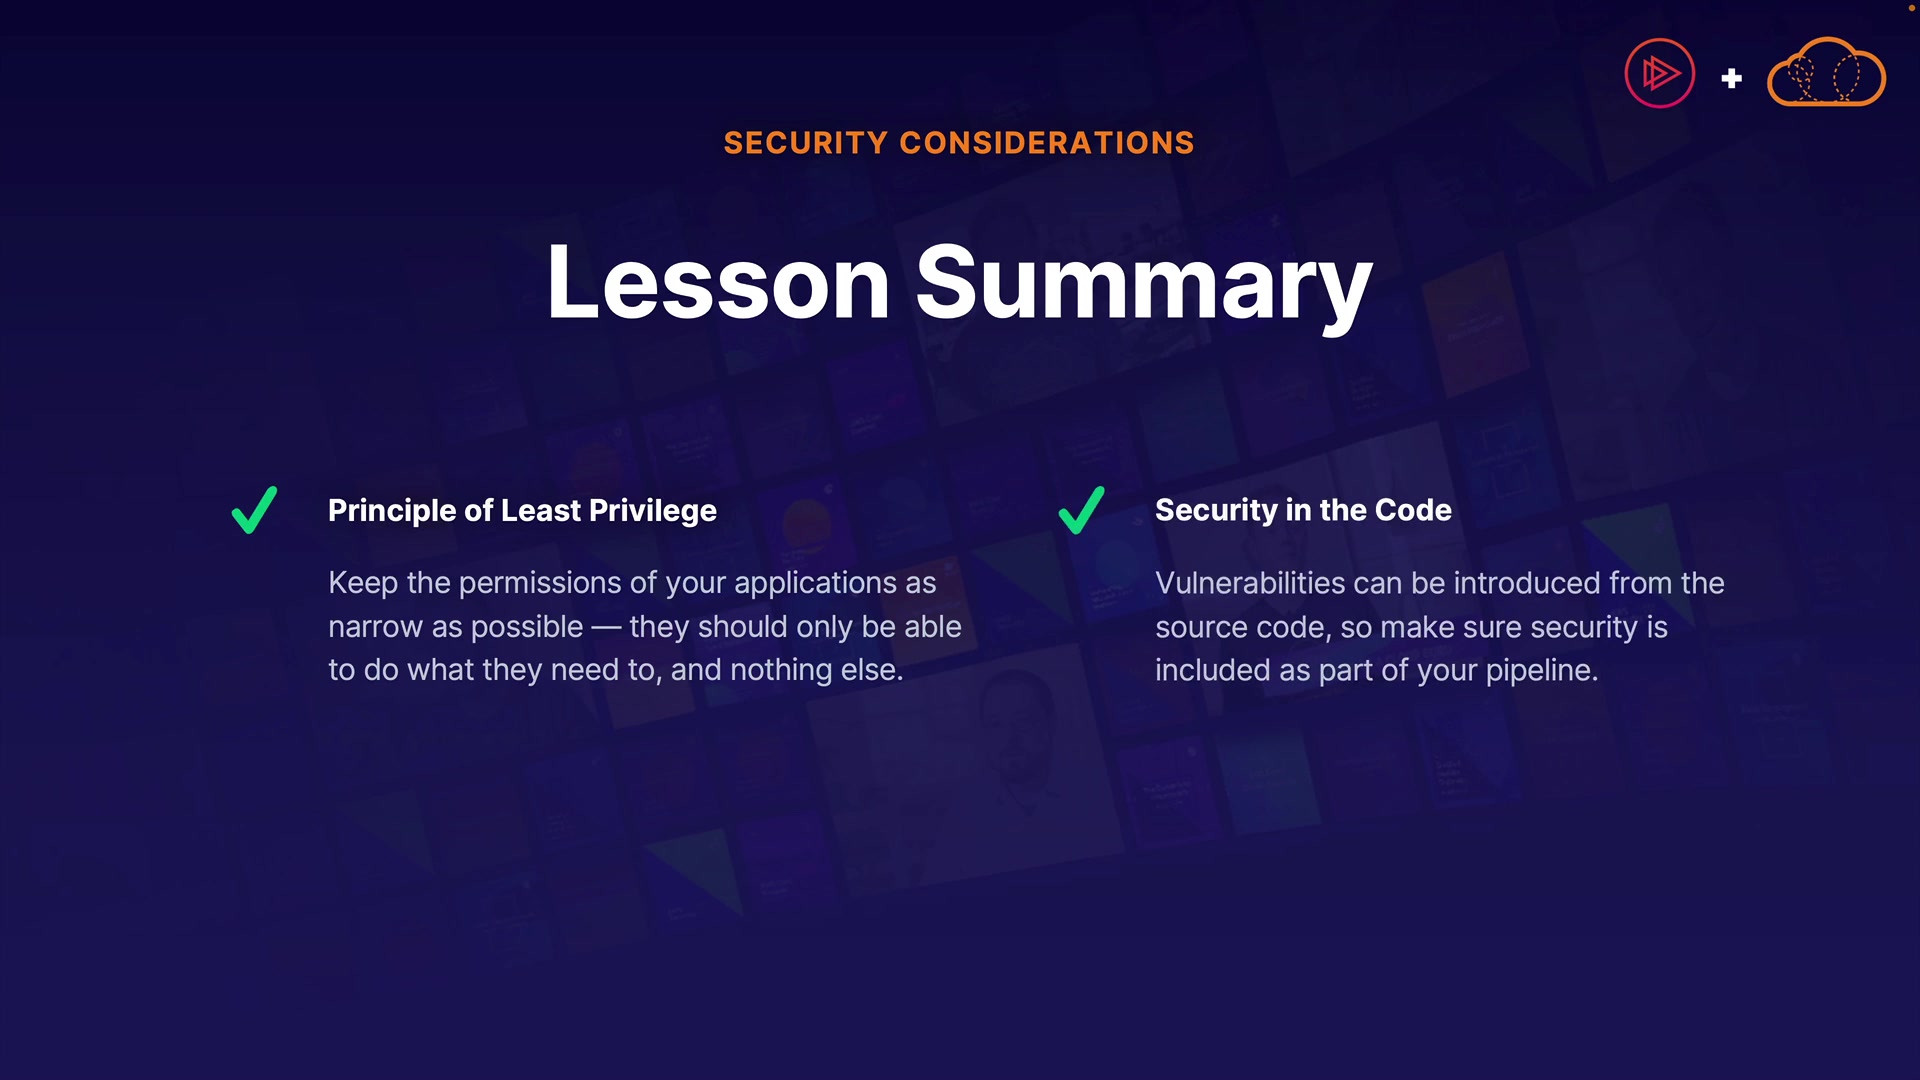 SECURITY CONSIDERATIONS
Lesson Summary
Principle of Least Privilege
Keep the permissions of your applications as
narrow as possible — they should only be able
to do what they need to, and nothing else.
Security in the Code
Vulnerabilities can be introduced from the
source code, so make sure security is
included as part of your pipeline.